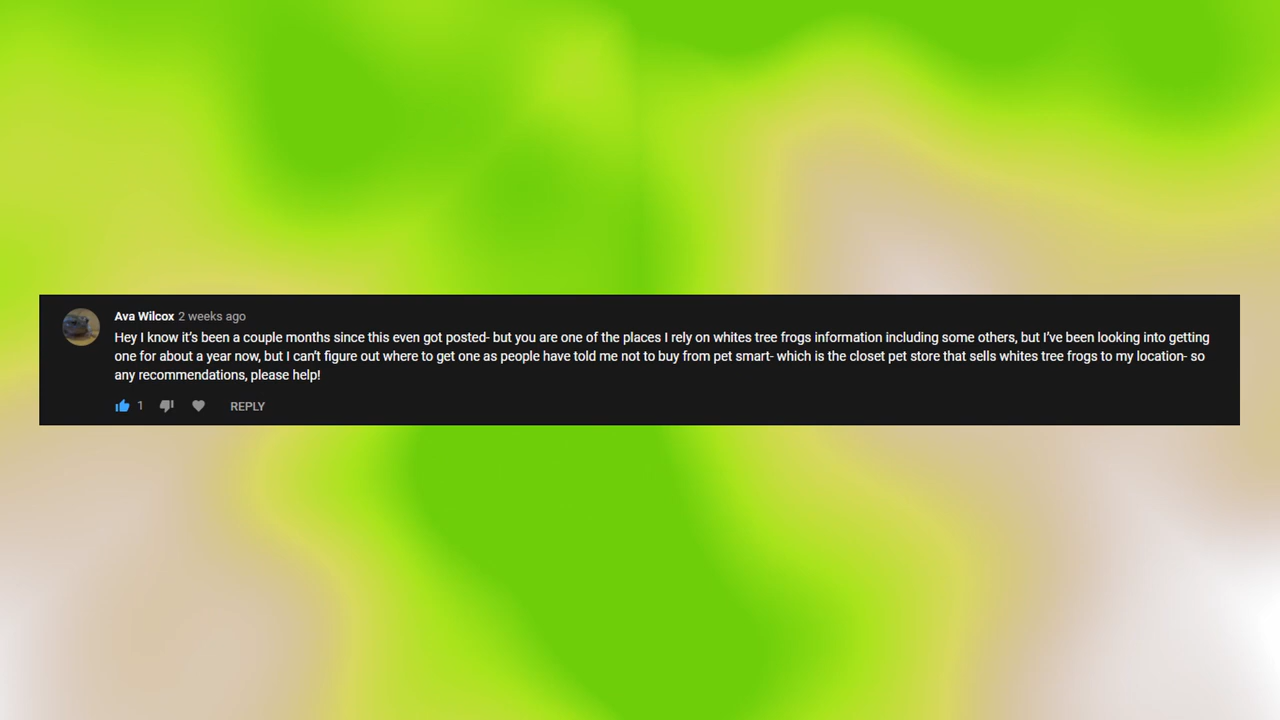 Ava Wilcox 2 weeks ago
Hey I know it's been a couple months since this even got posted- but you are one of the places I rely on whites tree frogs information including some others, but I've been looking into getting
one for about a year now, but I can't figure out where to get one as people have told me not to buy from pet smart- which is the closet pet store that sells whites tree frogs to my location- so
any recommendations, please help!
1 REPLY